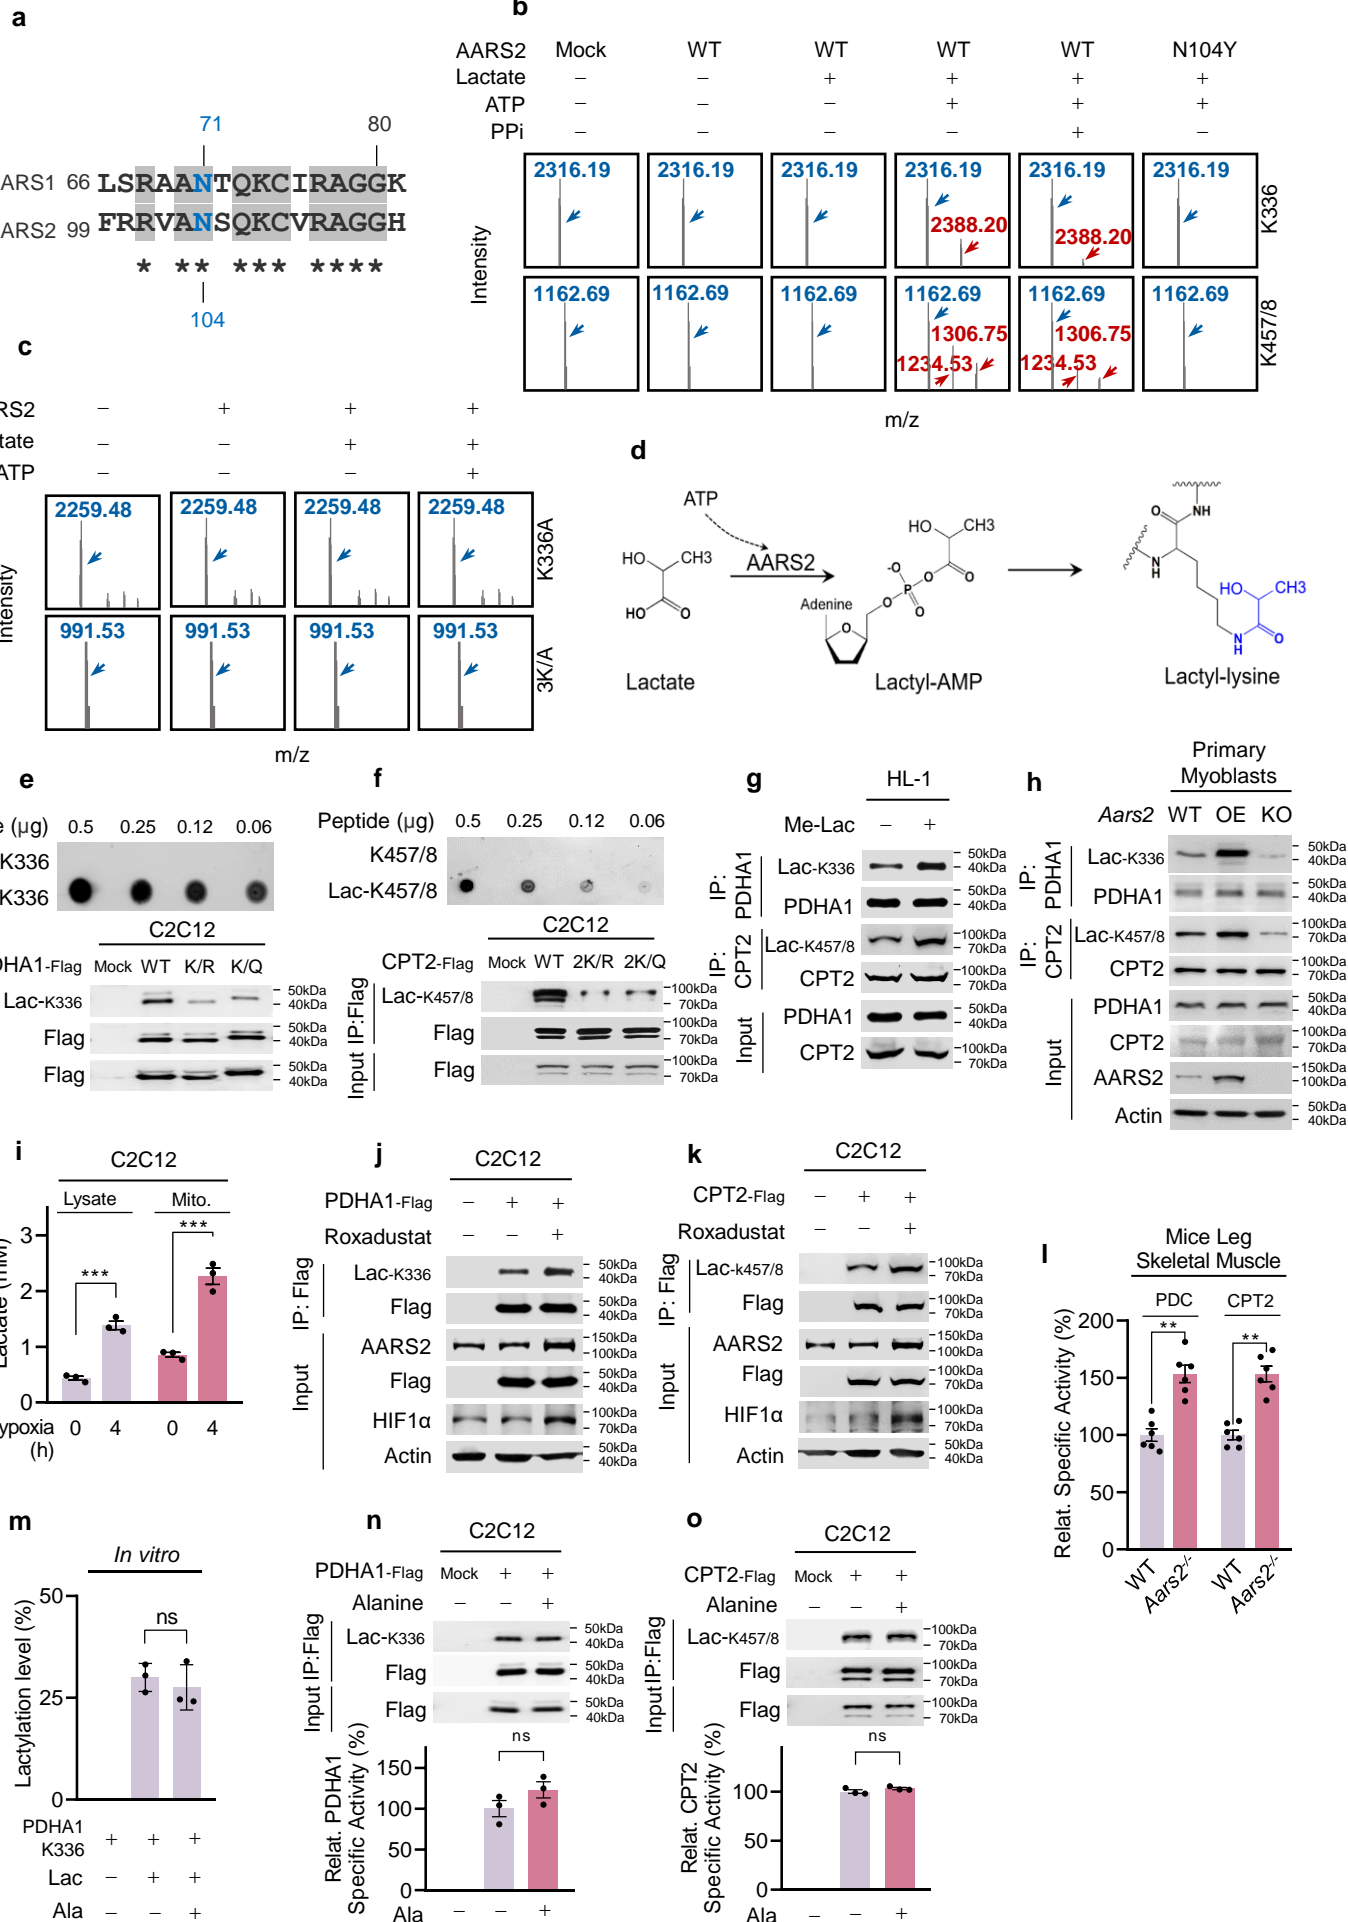 a
71
80
ARS1 66 LSRAANTQKCIRAGGK
ARS2 99 FRRVANSQKCVRAGGH
* ** *** ****
104
b
AARS2 Mock WT WT WT WT N104Y
Lactate − − + + + +
ATP − − − + + +
PPi − − − − + −
2316.19 2316.19 2316.19 2316.19 2316.19 2316.19
2388.20 2388.20
K336
1162.69 1162.69 1162.69 1162.69 1162.69 1162.69
1306.75 1306.75
1234.53 1234.53
K457/8
Intensity
m/z
c
RS2 − + + +
tate − − + +
ATP − − − +
2259.48 2259.48 2259.48 2259.48
K336A
991.53 991.53 991.53 991.53
3K/A
Intensity
m/z
d
ATP
AARS2
HO CH3
HO O
Lactate
HO CH3
-O
O O
P
O O
Adenine
O
Lactyl-AMP
O NH
N
H
HO CH3
N
H
O
Lactyl-lysine
e
e (μg) 0.5 0.25 0.12 0.06
K336
K336
C2C12
DHA1-Flag Mock WT K/R K/Q
Lac-K336 50kDa 40kDa
Flag 50kDa 40kDa
Flag 50kDa 40kDa
f
Peptide (μg) 0.5 0.25 0.12 0.06
K457/8
Lac-K457/8
C2C12
CPT2-Flag Mock WT 2K/R 2K/Q
IP:Flag
Lac-K457/8 100kDa 70kDa
Flag 100kDa 70kDa
Input
Flag 100kDa 70kDa
g
HL-1
Me-Lac − +
IP: PDHA1
Lac-K336 50kDa 40kDa
PDHA1 50kDa 40kDa
IP: CPT2
Lac-K457/8 100kDa 70kDa
CPT2 100kDa 70kDa
Input
PDHA1 50kDa 40kDa
CPT2 100kDa 70kDa
h
Primary
Myoblasts
Aars2 WT OE KO
IP: PDHA1
Lac-K336 50kDa 40kDa
PDHA1 50kDa 40kDa
IP: CPT2
Lac-K457/8 100kDa 70kDa
CPT2 100kDa 70kDa
Input
PDHA1 50kDa 40kDa
CPT2 100kDa 70kDa
AARS2 150kDa 100kDa
Actin 50kDa 40kDa
i
C2C12
Lysate Mito.
*** ***
Lactate (mM)
3
2
1
0
ypoxia 0 4 0 4
(h)
j
C2C12
PDHA1-Flag − + +
Roxadustat − − +
IP: Flag
Lac-K336 50kDa 40kDa
Flag 50kDa 40kDa
Input
AARS2 150kDa 100kDa
Flag 50kDa 40kDa
HIF1α 100kDa 70kDa
Actin 50kDa 40kDa
k
C2C12
CPT2-Flag − + +
Roxadustat − − +
IP: Flag
Lac-k457/8 100kDa 70kDa
Flag 100kDa 70kDa
Input
AARS2 150kDa 100kDa
Flag 100kDa 70kDa
HIF1α 100kDa 70kDa
Actin 50kDa 40kDa
l
Mice Leg
Skeletal Muscle
PDC CPT2
** **
Relat. Specific Activity (%)
200
150
100
50
0
WT Aars2-/- WT Aars2-/-
m
In vitro
ns
Lactylation level (%)
50
25
0
PDHA1
K336 + + +
Lac − + +
Ala − − +
n
C2C12
PDHA1-Flag Mock + +
Alanine − − +
IP:Flag
Lac-K336 50kDa 40kDa
Flag 50kDa 40kDa
Input
Flag 50kDa 40kDa
ns
Relat. PDHA1
Specific Activity (%)
150
100
50
0
Ala − − +
o
C2C12
CPT2-Flag Mock + +
Alanine − − +
IP:Flag
Lac-K457/8 100kDa 70kDa
Flag 100kDa 70kDa
Input
Flag 100kDa 70kDa
ns
Relat. CPT2
Specific Activity (%)
100
50
0
Ala − − +